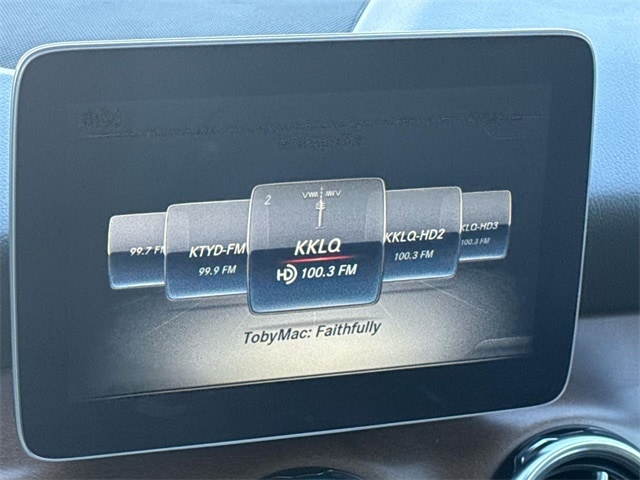 2
99.7 FM
KTYD-FM
99.9 FM
KKLQ
HD 100.3 FM
KKLQ-HD2
100.3 FM
KLQ-HD3
100.3 FM
TobyMac: Faithfully